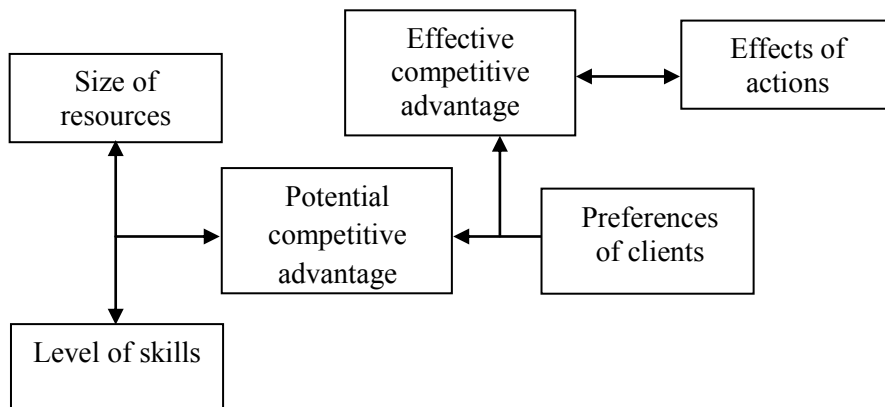 Size of
resources
Effective
competitive
advantage
Effects of
actions
Potential
competitive
advantage
Preferences
of clients
Level of skills